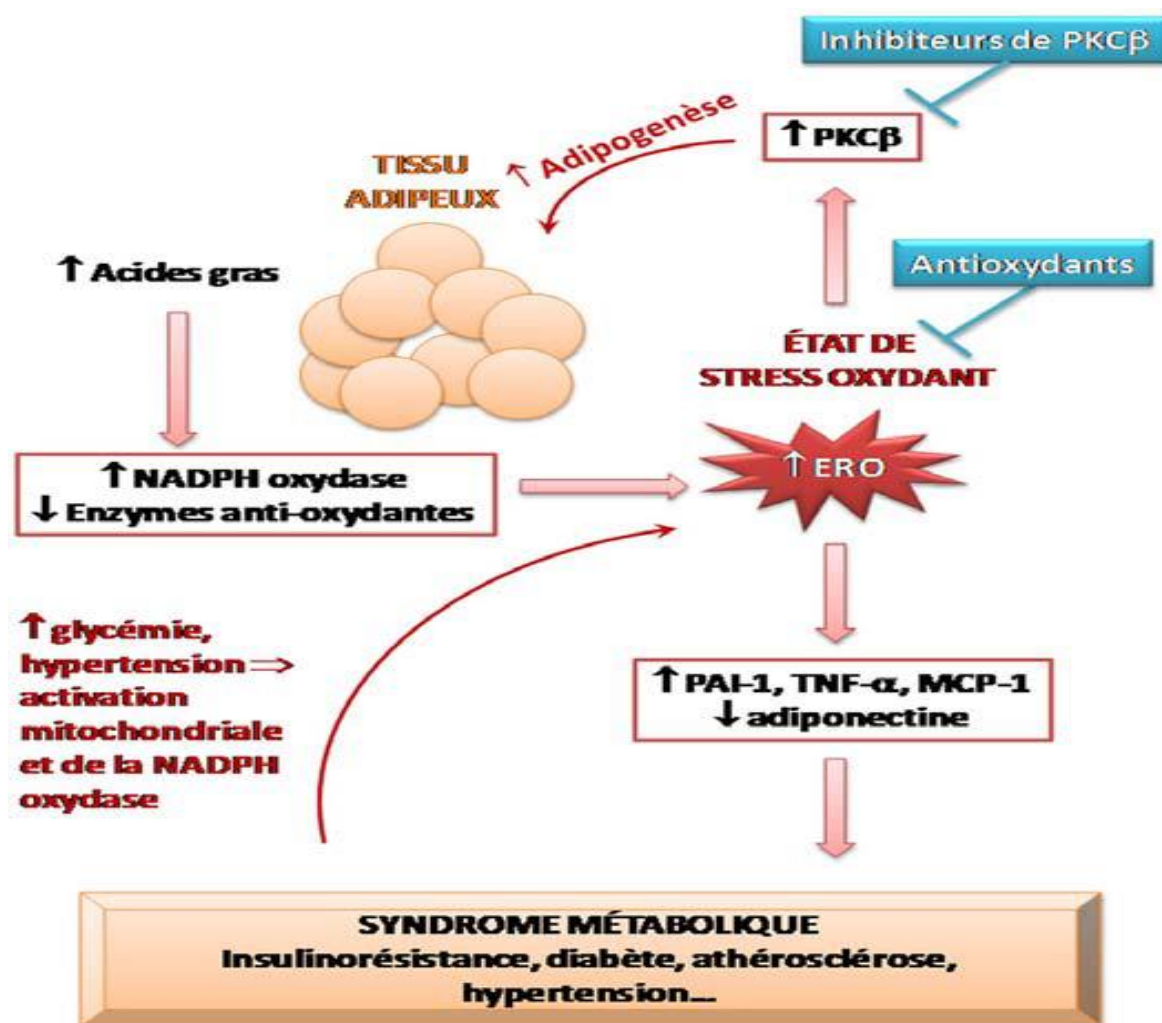 Inhibiteurs de PKCβ
↑ PKCβ
↑ Adipogenèse
TISSU
ADIPEUX
↑ Acides gras
Antioxydants
ÉTAT DE
STRESS OXYDANT
↑ ERO
↑ NADPH oxydase
↓ Enzymes anti-oxydantes
↑ glycémie,
hypertension ⇒
activation
mitochondriale
et de la NADPH
oxydase
↑ PAI-1, TNF-α, MCP-1
↓ adiponectine
SYNDROME MÉTABOLIQUE
Insulinorésistance, diabète, athérosclérose,
hypertension...